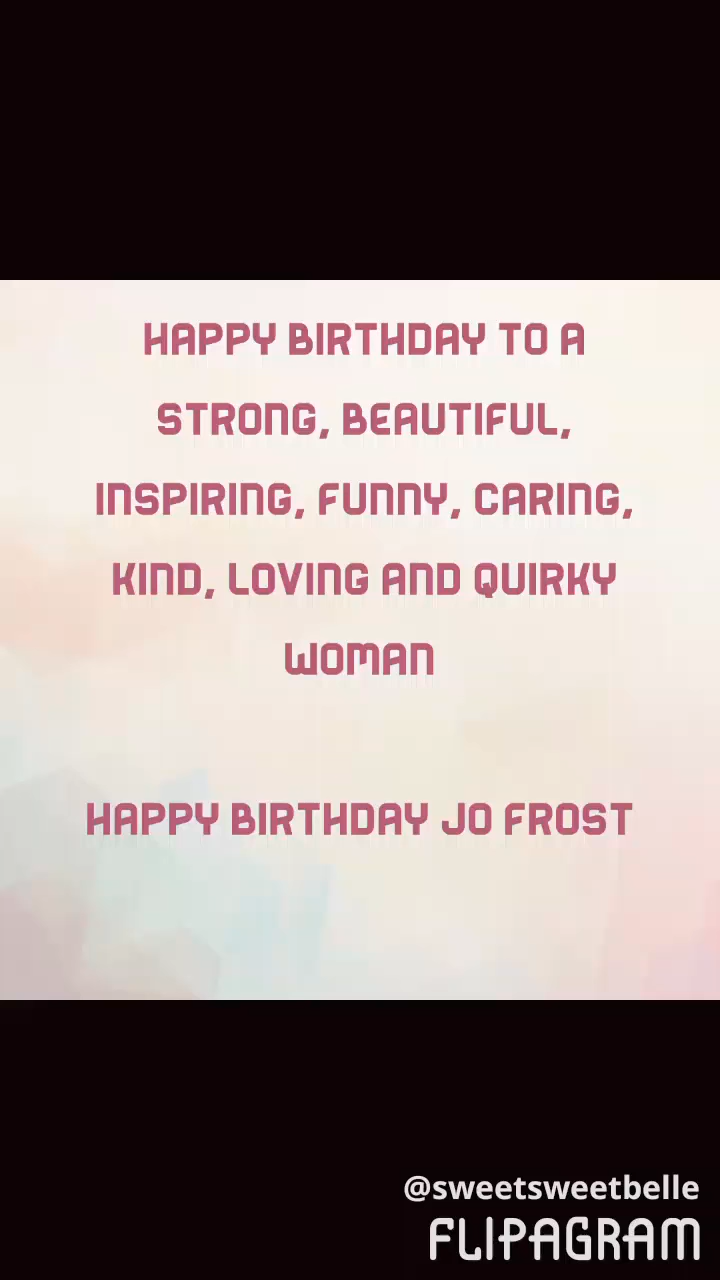 HAPPY BIRTHDAY TO A
STRONG, BEAUTIFUL,
INSPIRING, FUNNY, CARING,
KIND, LOVING AND QUIRKY
WOMAN
HAPPY BIRTHDAY JO FROST
@sweetsweetbelle
FLIPAGRAM